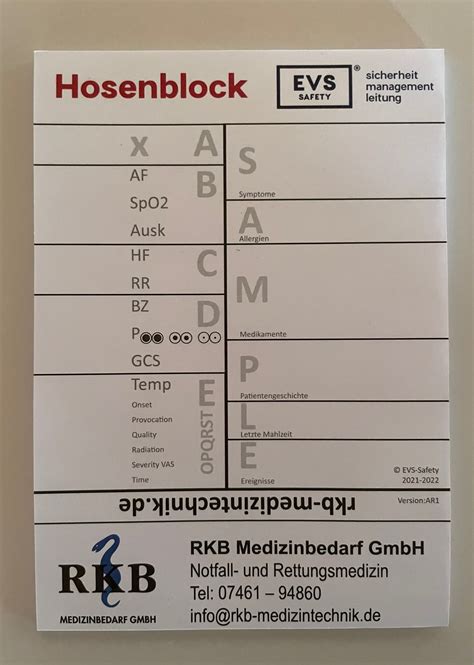 Hosenblock
EVS
SAFETY
®
sicherheit
management
leitung
x A
AF B
SpO2
Ausk
HF C
RR
BZ D
P
GCS
Temp E
Onset
Provocation
Quality
Radiation
Severity VAS
Time
OPQRST
S
Symptome
A
Allergien
M
Medikamente
P
Patientengeschichte
L
Letzte Mahlzeit
E
Ereignisse
© EVS-Safety
2021-2022
Version:AR1
rkb-medizintechnik.de
RKB
MEDIZINBEDARF GMBH
RKB Medizinbedarf GmbH
Notfall- und Rettungsmedizin
Tel: 07461 – 94860
info@rkb-medizintechnik.de